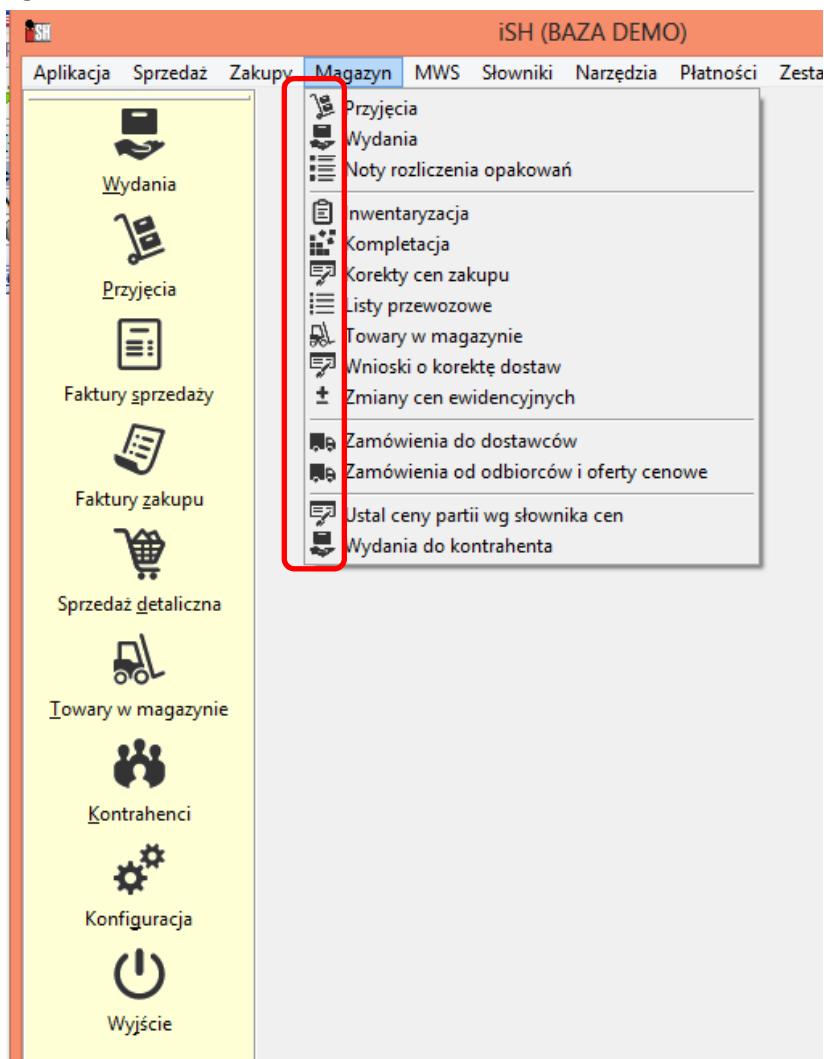 iSH (BAZA DEMO)
Aplikacja Sprzedaż Zakupy Magazyn MWS Słowniki Narzędzia Płatności Zesta
Wydania
Przyjęcia
Faktury sprzedaży
Faktury zakupu
Sprzedaż detaliczna
Towary w magazynie
Kontrahenci
Konfiguracja
Wyjście
Przyjęcia
Wydania
Noty rozliczenia opakowań
Inwentaryzacja
Kompletacja
Korekty cen zakupu
Listy przewozowe
Towary w magazynie
Wnioski o korektę dostaw
Zmiany cen ewidencyjnych
Zamówienia do dostawców
Zamówienia od odbiorców i oferty cenowe
Ustal ceny partii wg słownika cen
Wydania do kontrahenta